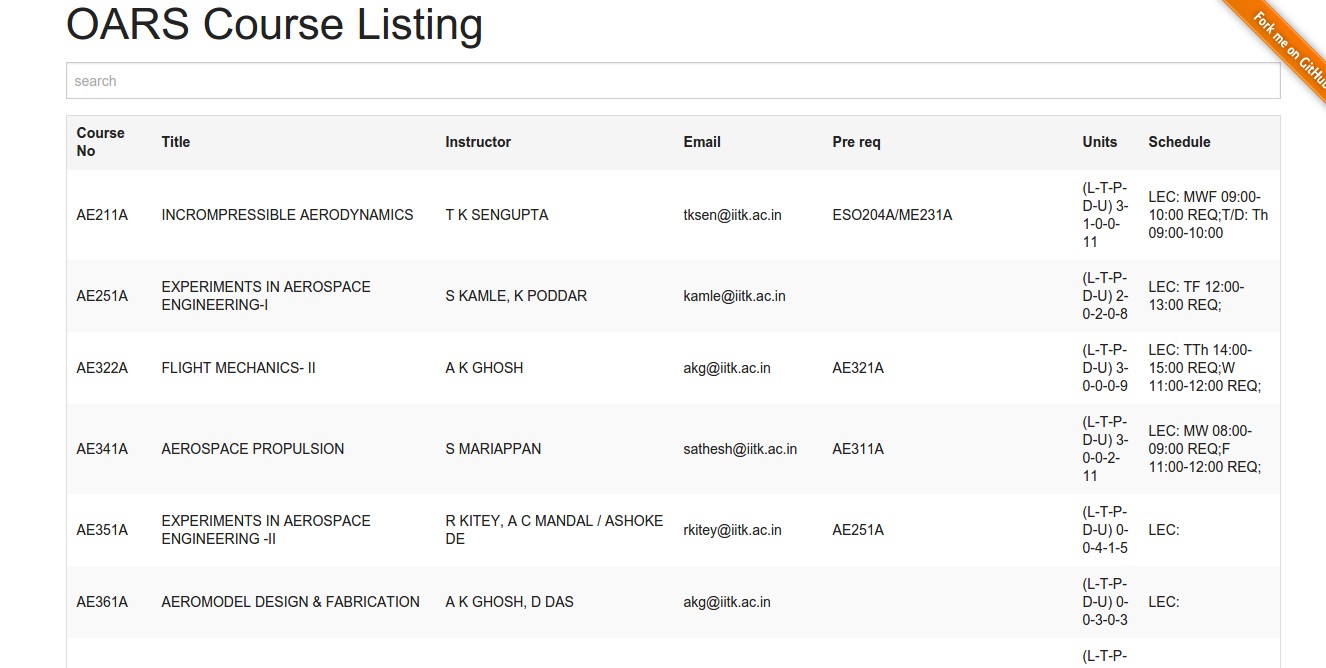 OARS Course Listing
Fork me on GitHub
search
Course No Title Instructor Email Pre req Units Schedule
AE211A INCROMPRESSIBLE AERODYNAMICS T K SENGUPTA tksen@iitk.ac.in ESO204A/ME231A (L-T-P-D-U) 3-1-0-0-11 LEC: MWF 09:00-10:00 REQ;T/D: Th 09:00-10:00
AE251A EXPERIMENTS IN AEROSPACE ENGINEERING-I S KAMLE, K PODDAR kamle@iitk.ac.in (L-T-P-D-U) 2-0-2-0-8 LEC: TF 12:00-13:00 REQ;
AE322A FLIGHT MECHANICS- II A K GHOSH akg@iitk.ac.in AE321A (L-T-P-D-U) 3-0-0-0-9 LEC: TTh 14:00-15:00 REQ;W 11:00-12:00 REQ;
AE341A AEROSPACE PROPULSION S MARIAPPAN sathesh@iitk.ac.in AE311A (L-T-P-D-U) 3-0-0-2-11 LEC: MW 08:00-09:00 REQ;F 11:00-12:00 REQ;
AE351A EXPERIMENTS IN AEROSPACE ENGINEERING -II R KITEY, A C MANDAL / ASHOKE DE rkitey@iitk.ac.in AE251A (L-T-P-D-U) 0-0-4-1-5 LEC:
AE361A AEROMODEL DESIGN & FABRICATION A K GHOSH, D DAS akg@iitk.ac.in (L-T-P-D-U) 0-0-3-0-3 LEC:
(L-T-P-